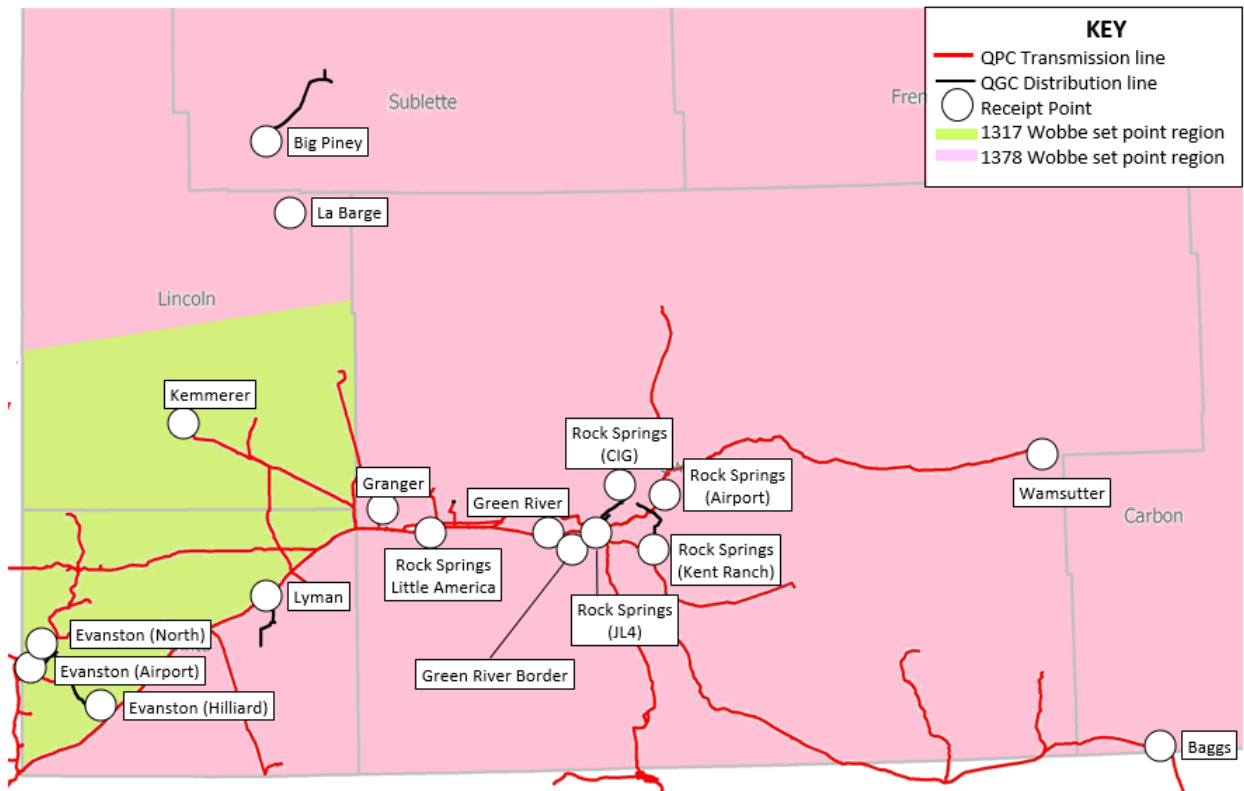 KEY
QPC Transmission line
QGC Distribution line
Receipt Point
1317 Wobbe set point region
1378 Wobbe set point region
Sublette
Big Piney
La Barge
Lincoln
Kemmerer
Rock Springs
(CIG)
Granger
Green River
Rock Springs
(Airport)
Wamsutter
Carbon
Rock Springs
Little America
Rock Springs
(Kent Ranch)
Lyman
Rock Springs
(JL4)
Evanston (North)
Evanston (Airport)
Green River Border
Evanston (Hilliard)
Baggs